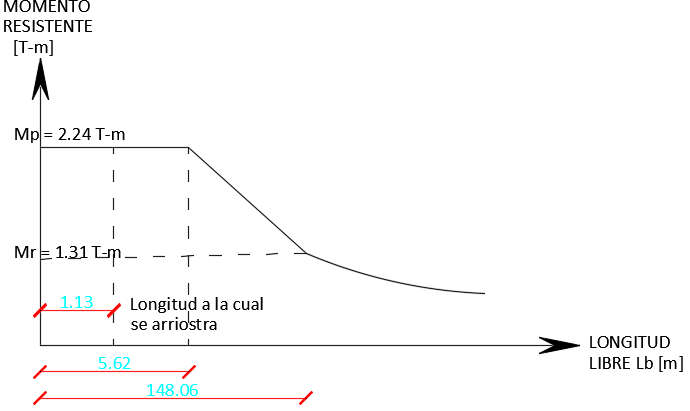 MOMENTO
RESISTENTE
[T-m]
Mp = 2.24 T-m
Mr = 1.31 T-m
1.13
Longitud a la cual
se arriostra
LONGITUD
LIBRE Lb [m]
5.62
148.06